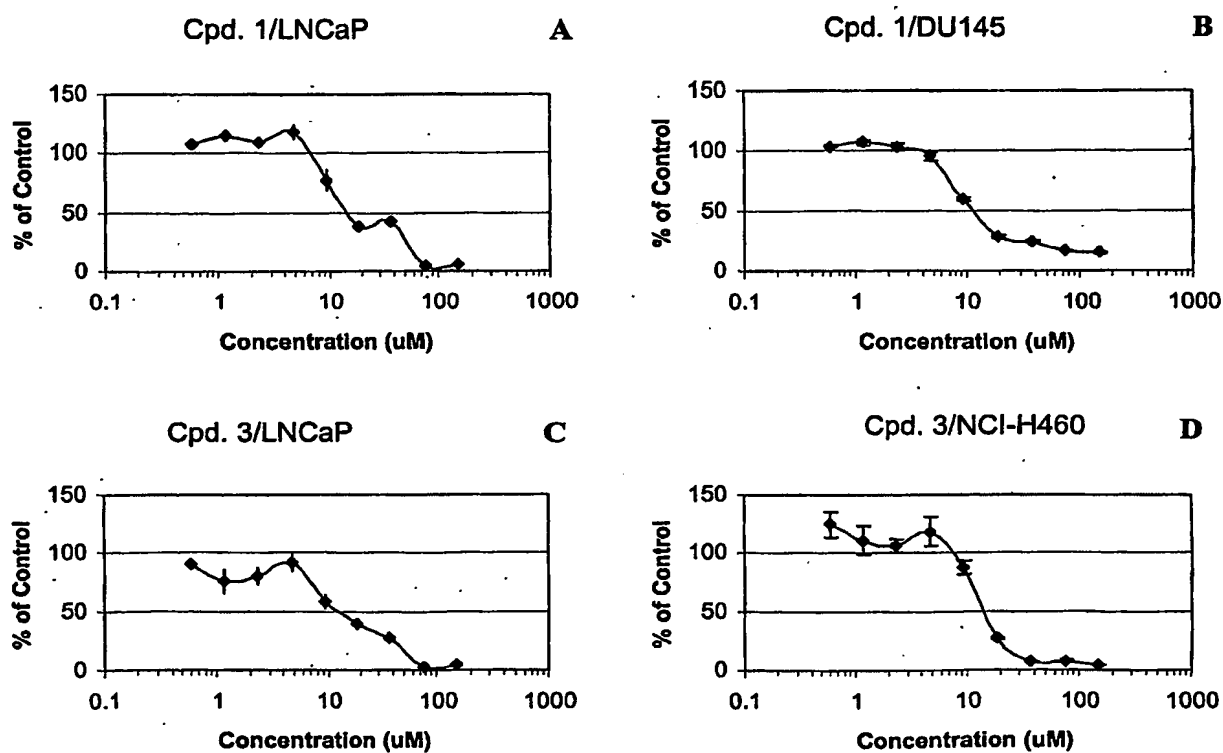 Cpd. 1/LNCaP
A
150
100
50
0
% of Control
0.1 1 10 100 1000
Concentration (uM)
Cpd. 1/DU145
B
150
100
50
0
% of Control
0.1 1 10 100 1000
Concentration (uM)
Cpd. 3/LNCaP
C
150
100
50
0
% of Control
0.1 1 10 100 1000
Concentration (uM)
Cpd. 3/NCI-H460
D
150
100
50
0
% of Control
0.1 1 10 100 1000
Concentration (uM)